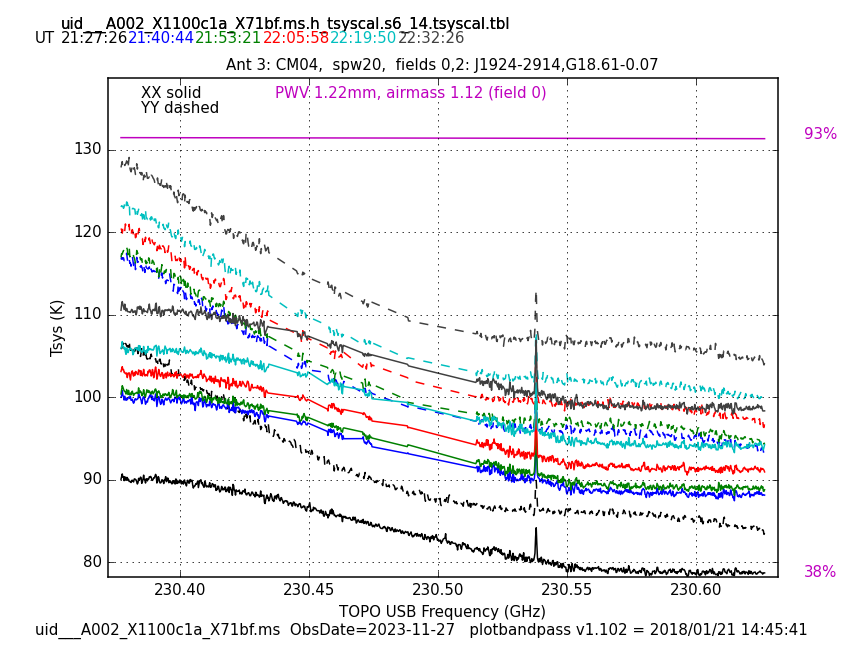 uid___A002_X1100c1a_X71bf.ms.h_tsyscal.s6_14.tsyscal.tbl
UT 21:27:26 21:40:44 21:53:21 22:05:58 22:19:50 22:32:26
Ant 3: CM04,  spw20,  fields 0,2: J1924-2914,G18.61-0.07
XX solid
YY dashed
PWV 1.22mm, airmass 1.12 (field 0)
93%
130
120
110
100
90
80
Tsys (K)
38%
230.40 230.45 230.50 230.55 230.60
TOPO USB Frequency (GHz)
uid___A002_X1100c1a_X71bf.ms  ObsDate=2023-11-27   plotbandpass v1.102 = 2018/01/21 14:45:41